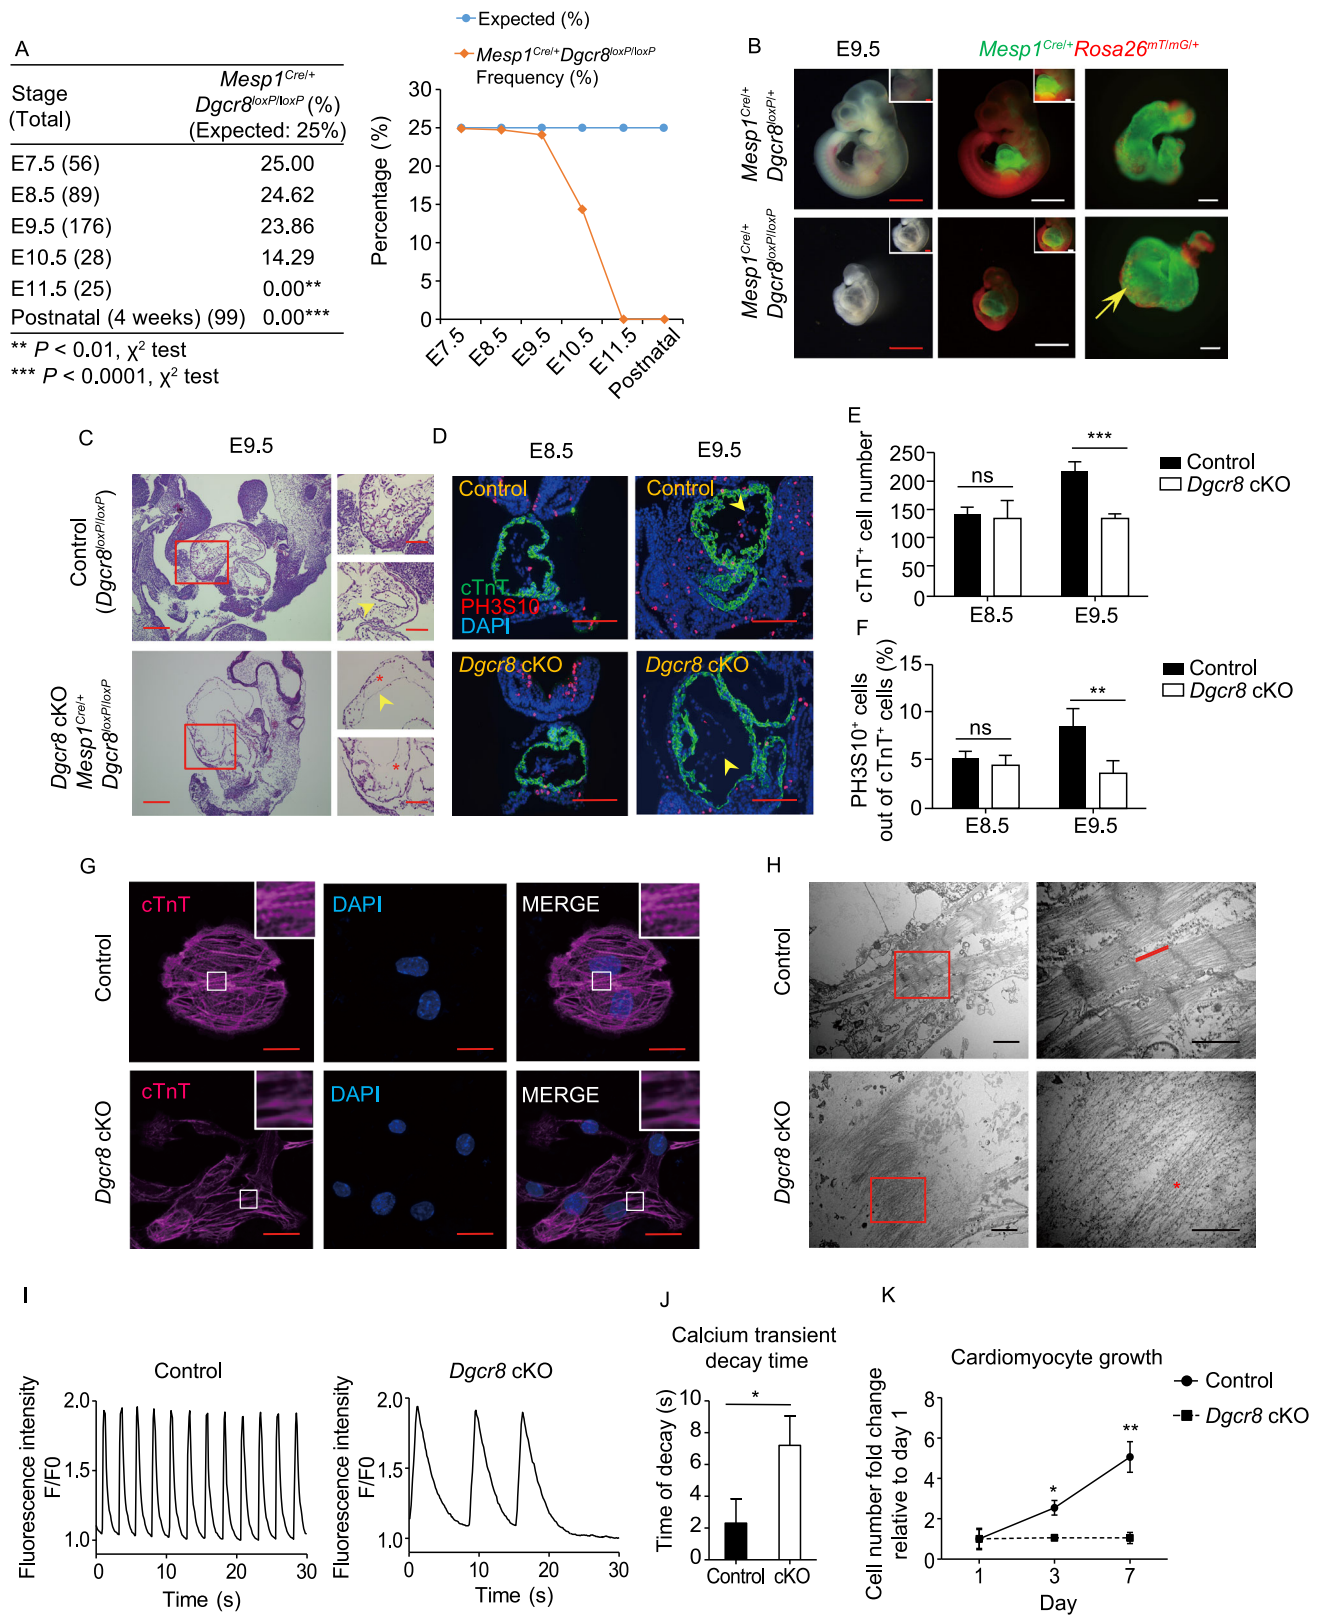 A
Stage
(Total)
Mesp1Cre/+
Dgcr8loxP/loxP (%)
(Expected: 25%)
E7.5 (56) 25.00
E8.5 (89) 24.62
E9.5 (176) 23.86
E10.5 (28) 14.29
E11.5 (25) 0.00**
Postnatal (4 weeks) (99) 0.00***
** P < 0.01, χ² test
*** P < 0.0001, χ² test
Expected (%)
Mesp1Cre/+Dgcr8loxP/loxP
Frequency (%)
Percentage (%)
30
25
20
15
10
5
0
E7.5
E8.5
E9.5
E10.5
E11.5
Postnatal
B
E9.5
Mesp1Cre/+Rosa26mT/mG/+
Mesp1Cre/+
Dgcr8loxP/+
Mesp1Cre/+
Dgcr8loxP/loxP
C
E9.5
Control
(Dgcr8loxP/loxP)
Dgcr8 cKO
Mesp1Cre/+
Dgcr8loxP/loxP
*
*
D
E8.5
E9.5
Control
Control
cTnT
PH3S10
DAPI
Dgcr8 cKO
Dgcr8 cKO
E
cTnT+ cell number
250
200
150
100
50
0
ns
***
E8.5
E9.5
Control
Dgcr8 cKO
F
PH3S10+ cells
out of cTnT+ cells (%)
15
10
5
0
ns
**
E8.5
E9.5
Control
Dgcr8 cKO
G
Control
cTnT
DAPI
MERGE
Dgcr8 cKO
cTnT
DAPI
MERGE
H
Control
Dgcr8 cKO
*
I
Control
Fluorescence intensity
F/F0
2.0
1.5
1.0
0 10 20 30
Time (s)
Dgcr8 cKO
Fluorescence intensity
F/F0
2.0
1.5
1.0
0 10 20 30
Time (s)
J
Calcium transient
decay time
Time of decay (s)
10
8
6
4
2
0
*
Control cKO
K
Cardiomyocyte growth
Cell number fold change
relative to day 1
8
6
4
2
0
*
**
1 3 7
Day
Control
Dgcr8 cKO